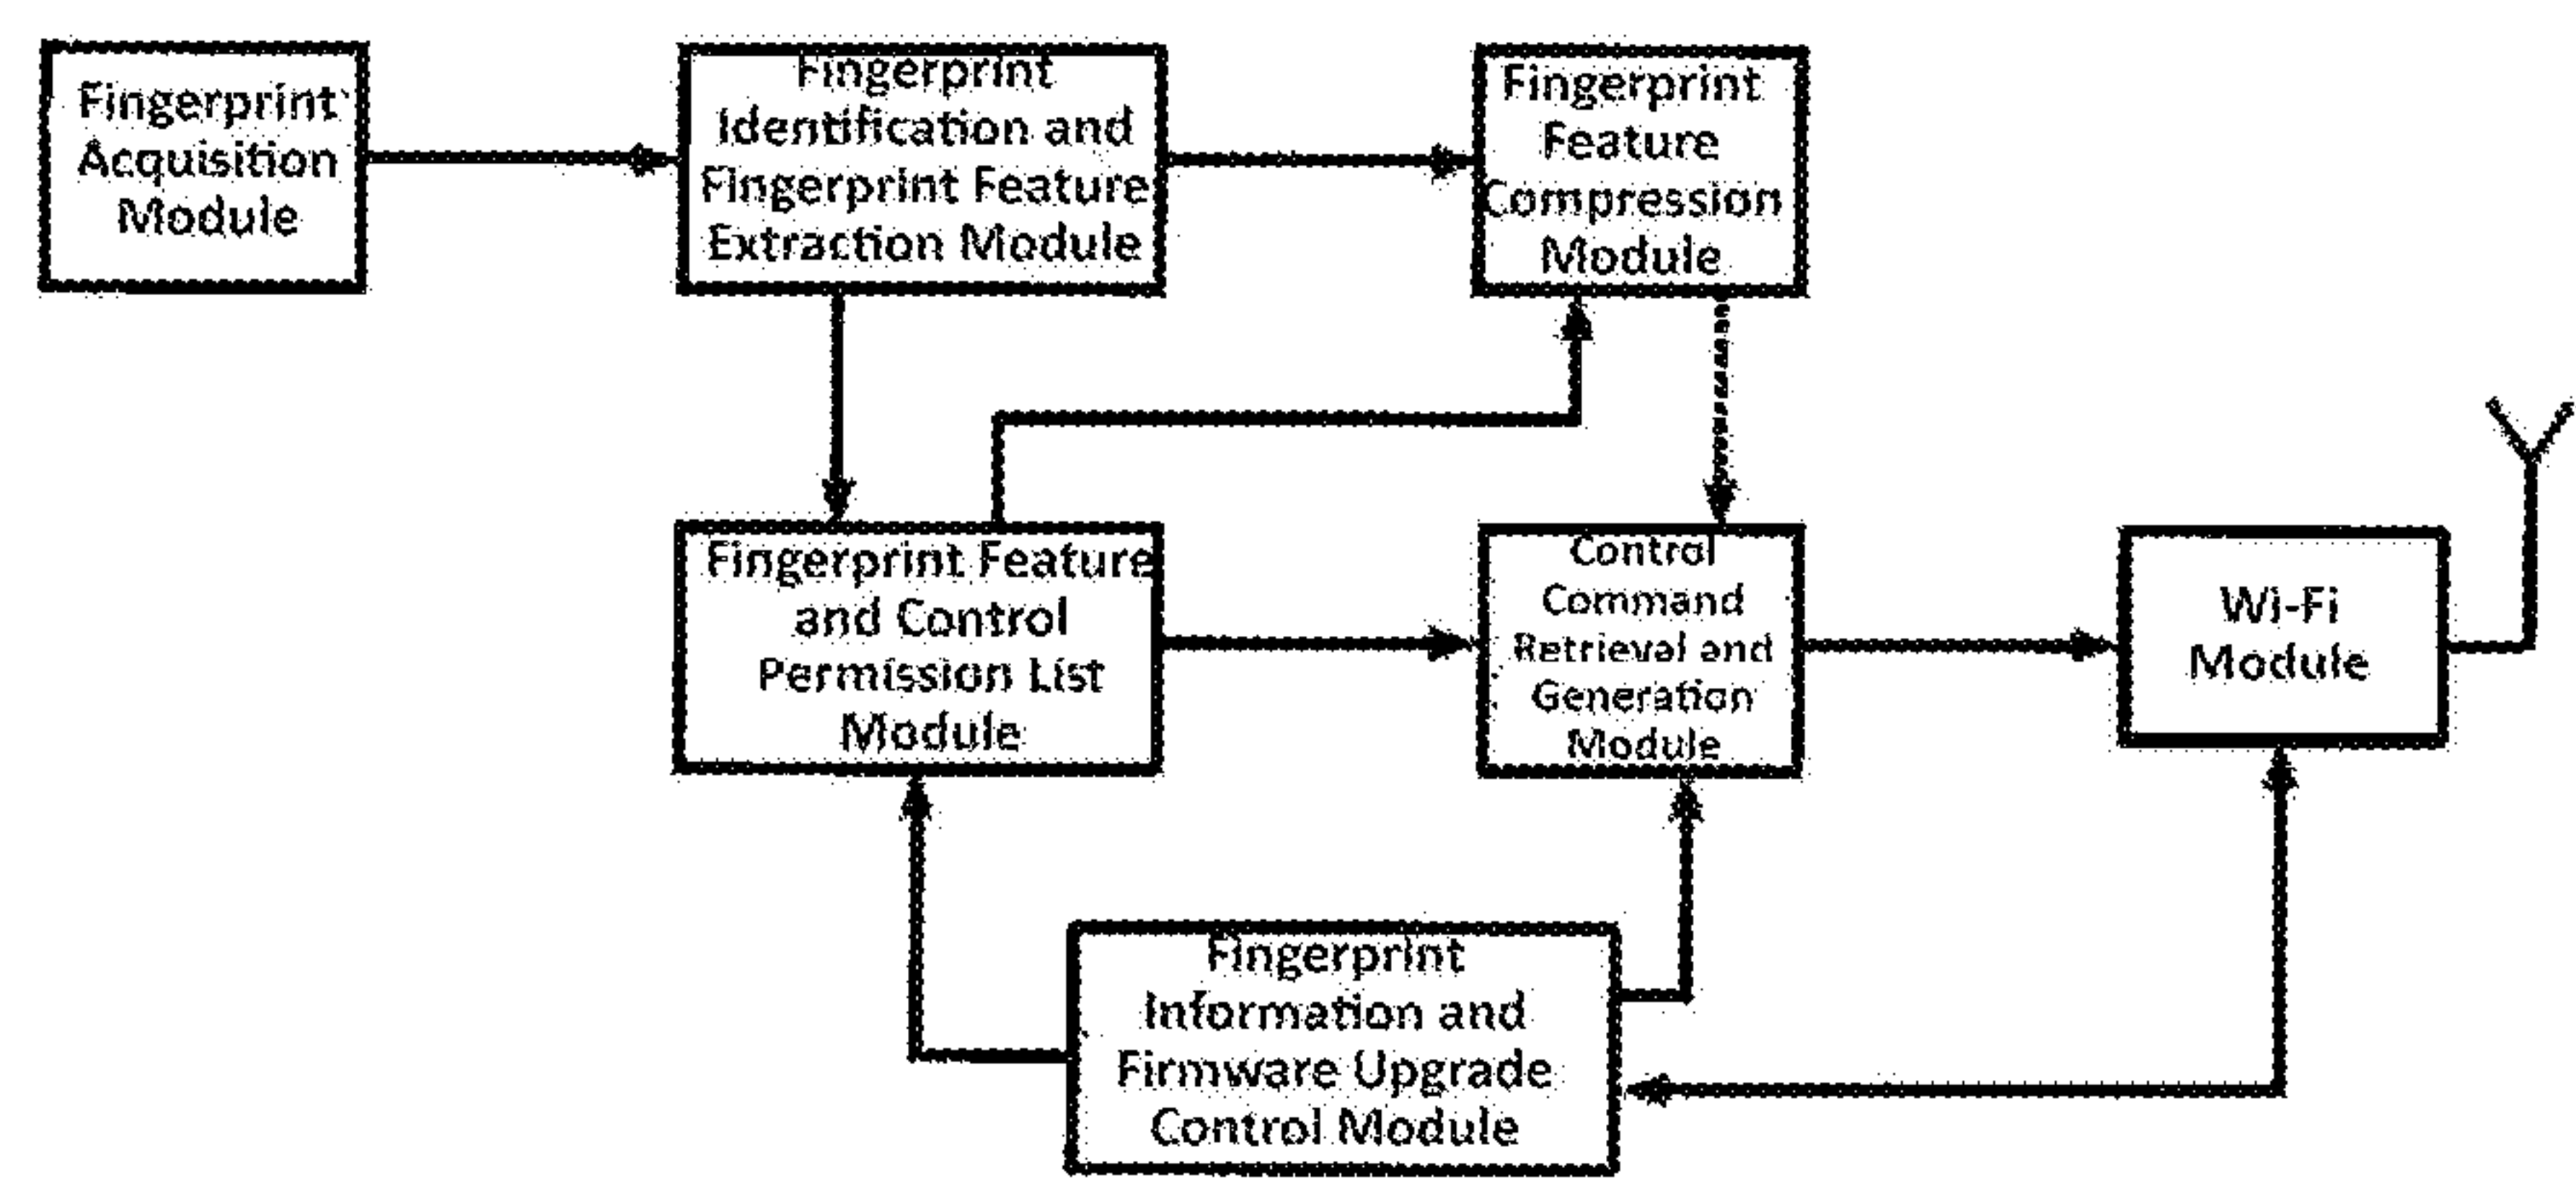 Fingerprint
Acquisition
Module
Fingerprint
Identification and
Fingerprint Feature
Extraction Module
Fingerprint
Feature
Compression
Module
Fingerprint Feature
and Control
Permission List
Module
Control
Command
Retrieval and
Generation
Module
Wi-Fi
Module
Fingerprint
Information and
Firmware Upgrade
Control Module